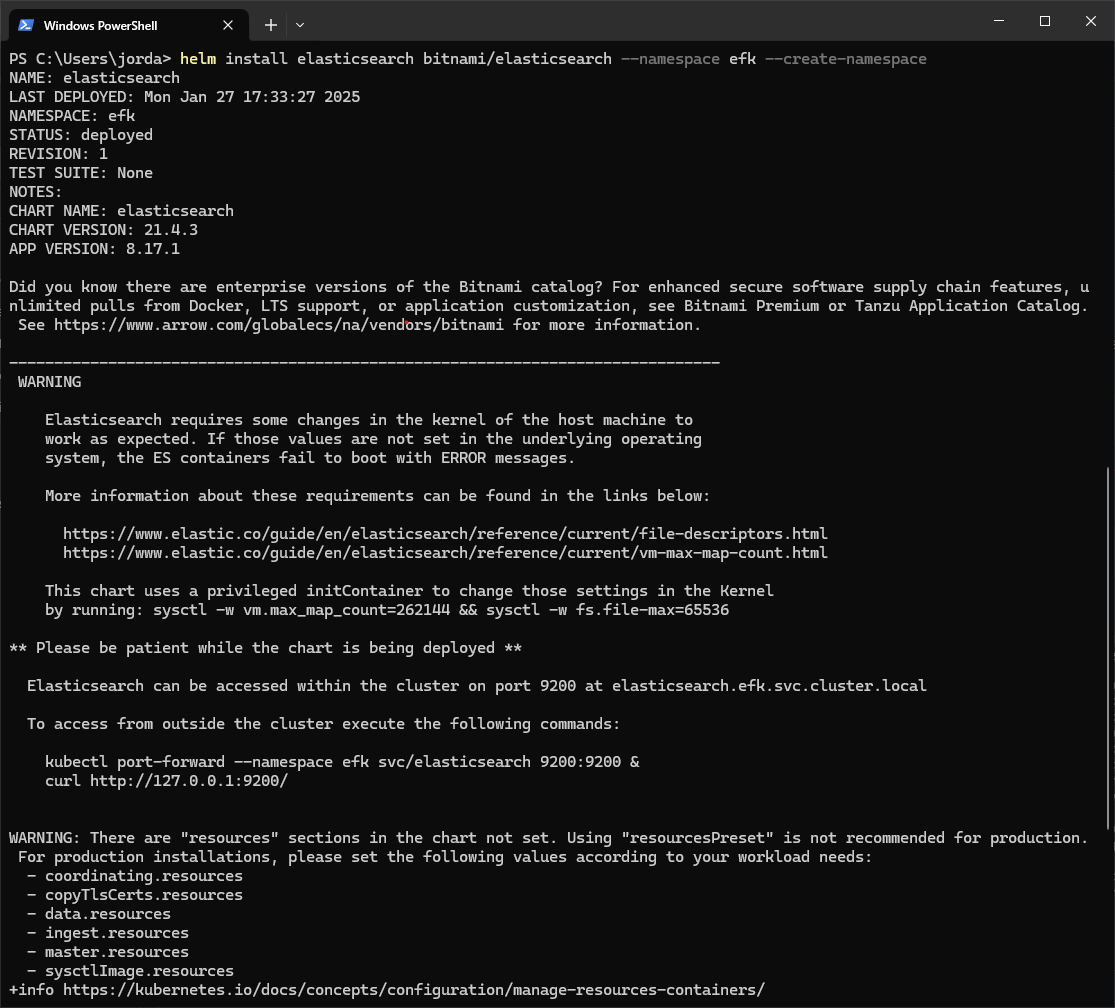 Windows PowerShell
PS C:\Users\jorda> helm install elasticsearch bitnami/elasticsearch --namespace efk --create-namespace
NAME: elasticsearch
LAST DEPLOYED: Mon Jan 27 17:33:27 2025
NAMESPACE: efk
STATUS: deployed
REVISION: 1
TEST SUITE: None
NOTES:
CHART NAME: elasticsearch
CHART VERSION: 21.4.3
APP VERSION: 8.17.1
Did you know there are enterprise versions of the Bitnami catalog? For enhanced secure software supply chain features, u
nlimited pulls from Docker, LTS support, or application customization, see Bitnami Premium or Tanzu Application Catalog.
See https://www.arrow.com/globalecs/na/vendors/bitnami for more information.
-------------------------------------------------------------------------------
WARNING
Elasticsearch requires some changes in the kernel of the host machine to
work as expected. If those values are not set in the underlying operating
system, the ES containers fail to boot with ERROR messages.
More information about these requirements can be found in the links below:
https://www.elastic.co/guide/en/elasticsearch/reference/current/file-descriptors.html
https://www.elastic.co/guide/en/elasticsearch/reference/current/vm-max-map-count.html
This chart uses a privileged initContainer to change those settings in the Kernel
by running: sysctl -w vm.max_map_count=262144 && sysctl -w fs.file-max=65536
** Please be patient while the chart is being deployed **
Elasticsearch can be accessed within the cluster on port 9200 at elasticsearch.efk.svc.cluster.local
To access from outside the cluster execute the following commands:
kubectl port-forward --namespace efk svc/elasticsearch 9200:9200 &
curl http://127.0.0.1:9200/
WARNING: There are "resources" sections in the chart not set. Using "resourcesPreset" is not recommended for production.
For production installations, please set the following values according to your workload needs:
- coordinating.resources
- copyTlsCerts.resources
- data.resources
- ingest.resources
- master.resources
- sysctlImage.resources
+info https://kubernetes.io/docs/concepts/configuration/manage-resources-containers/